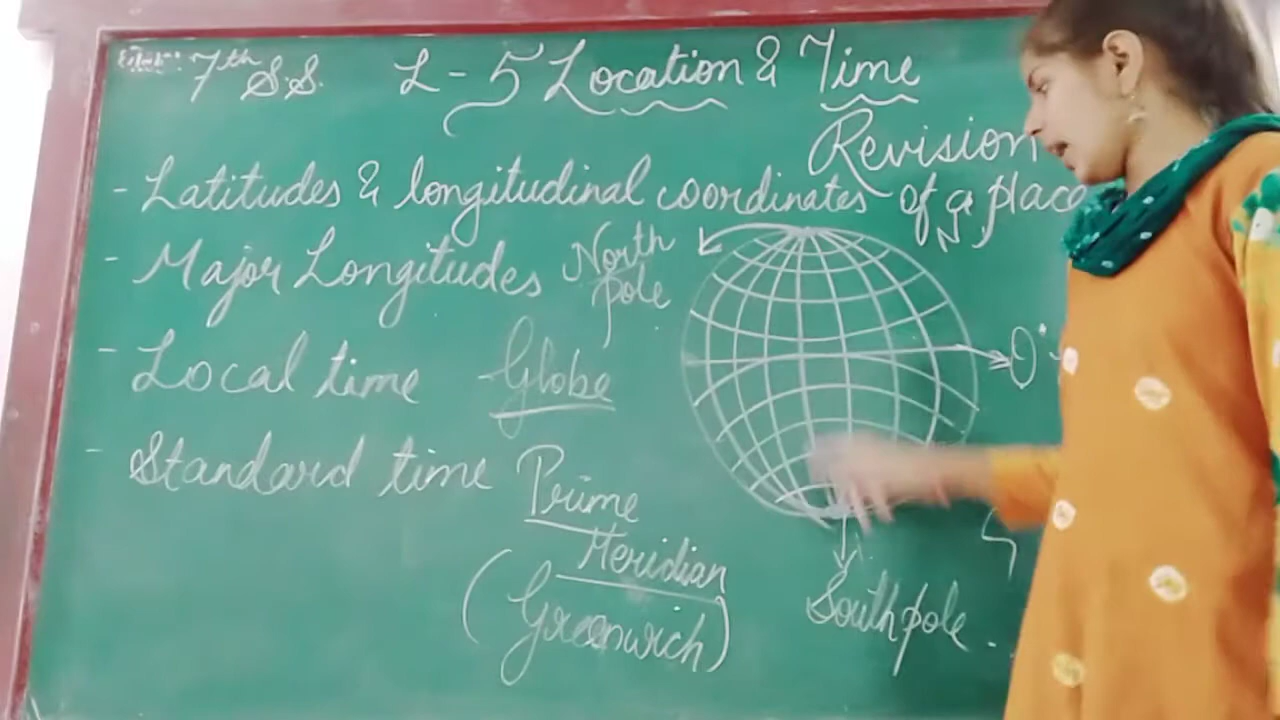 7th S.S. L-5 Location & Time
Revision
- Latitudes & longitudinal coordinates of a place
- Major Longitudes
North
pole
N
0°
- Local time
- Globe
- Standard time
Prime
Meridian
(Greenwich)
South pole
S